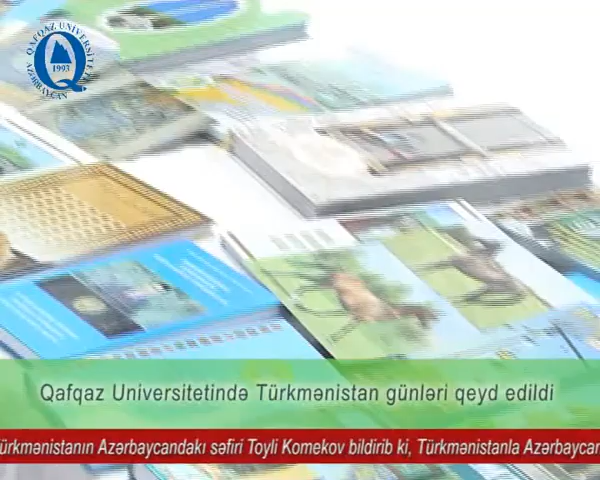 QAFQAZ UNIVERSITETI
1993
AZƏRBAYCAN
Qafqaz Universitetində Türkmənistan günləri qeyd edildi
ürkmənistanın Azərbaycandakı səfiri Toyli Komekov bildirib ki, Türkmənistanla Azərbaycan